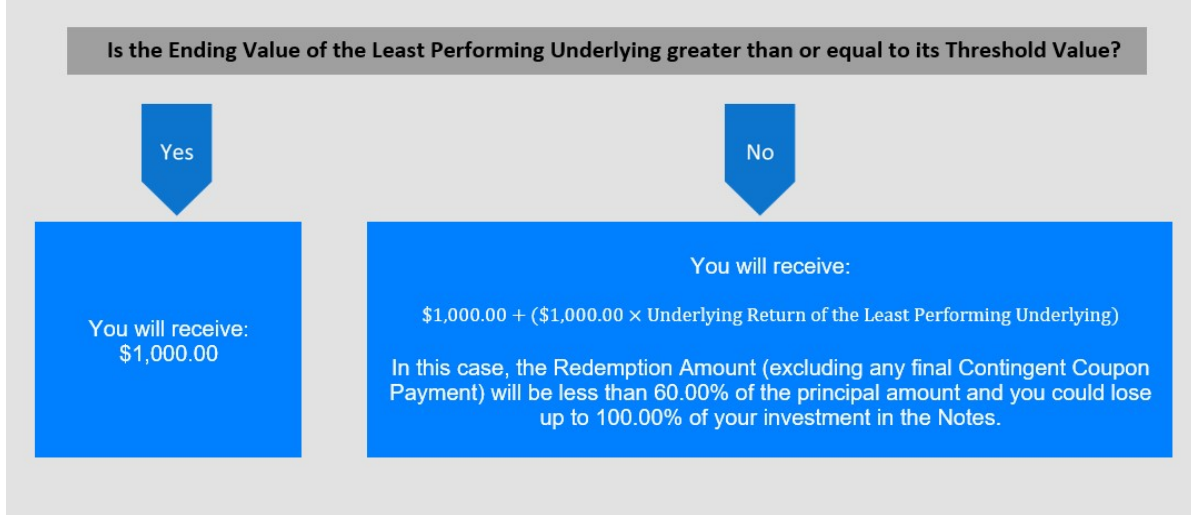 Is the Ending Value of the Least Performing Underlying greater than or equal to its Threshold Value?
Yes
No
You will receive:
$1,000.00
You will receive:
$1,000.00 + ($1,000.00 × Underlying Return of the Least Performing Underlying)
In this case, the Redemption Amount (excluding any final Contingent Coupon
Payment) will be less than 60.00% of the principal amount and you could lose
up to 100.00% of your investment in the Notes.